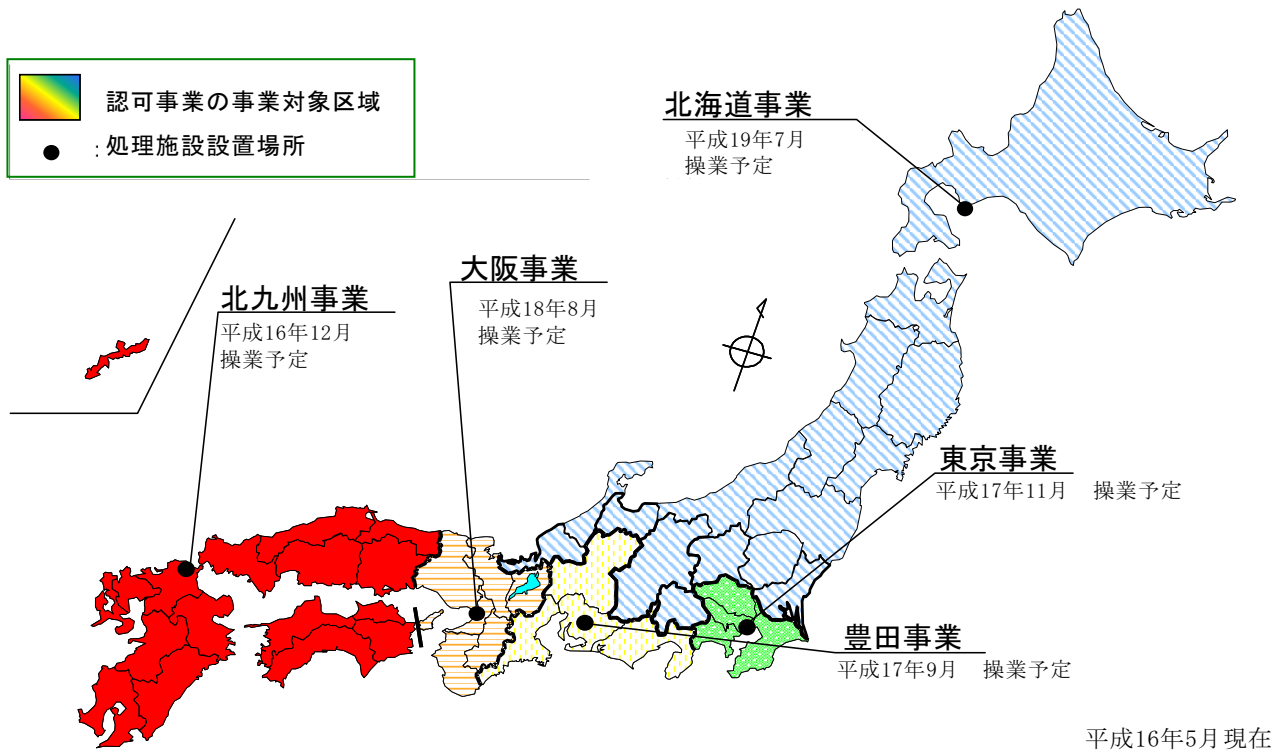 認可事業の事業対象区域
:処理施設設置場所
北海道事業
平成19年7月
操業予定
大阪事業
平成18年8月
操業予定
北九州事業
平成16年12月
操業予定
東京事業
平成17年11月　操業予定
豊田事業
平成17年9月　操業予定
平成16年5月現在